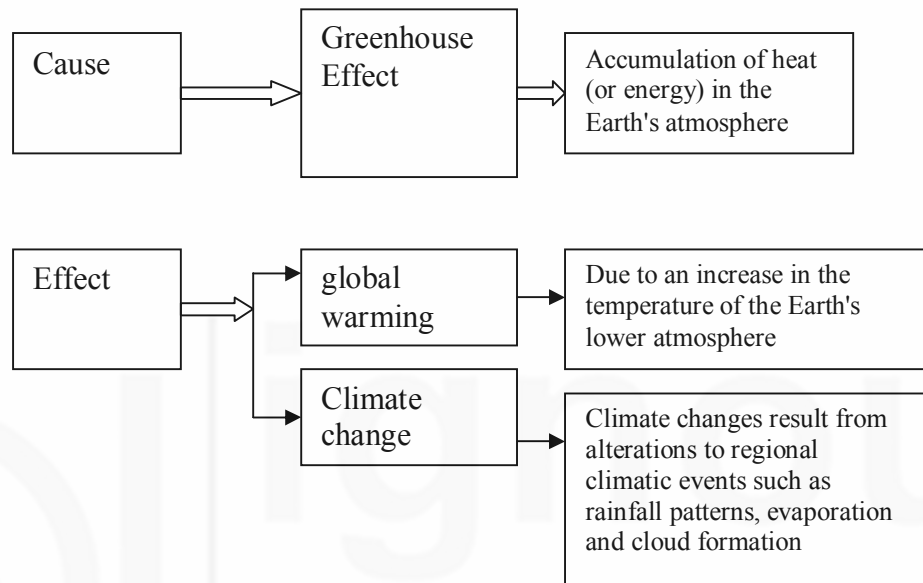 Cause
Greenhouse
Effect
Accumulation of heat
(or energy) in the
Earth's atmosphere
Effect
global
warming
Due to an increase in the
temperature of the Earth's
lower atmosphere
Climate
change
Climate changes result from
alterations to regional
climatic events such as
rainfall patterns, evaporation
and cloud formation
ignou